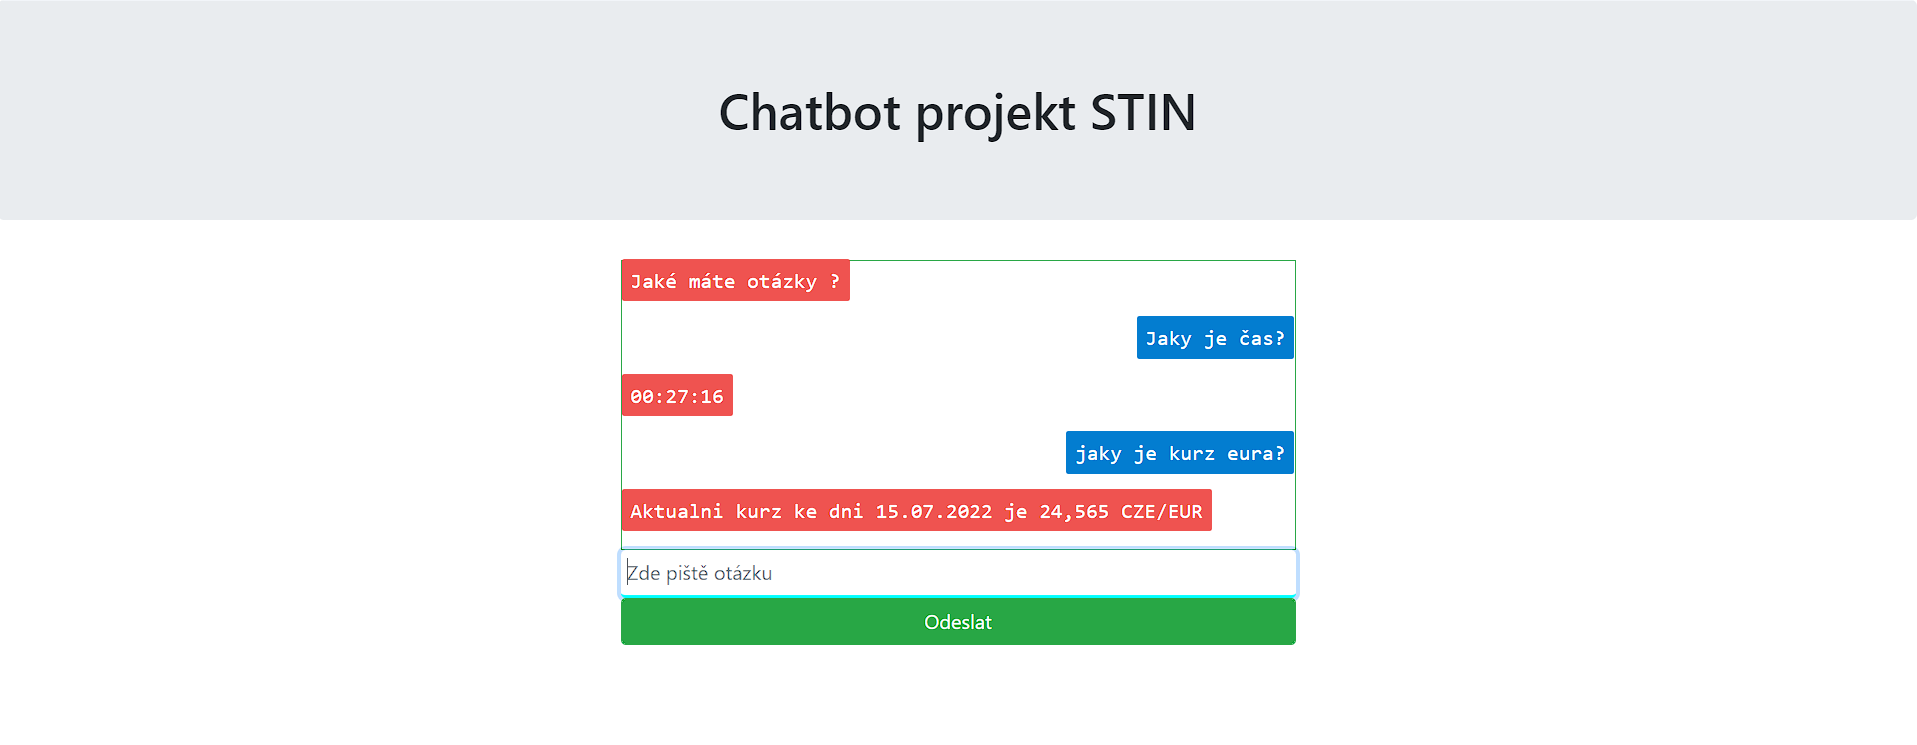 Chatbot projekt STIN
Jaké máte otázky ?
Jaky je čas?
00:27:16
jaky je kurz eura?
Aktualni kurz ke dni 15.07.2022 je 24,565 CZE/EUR
Zde piště otázku
Odeslat